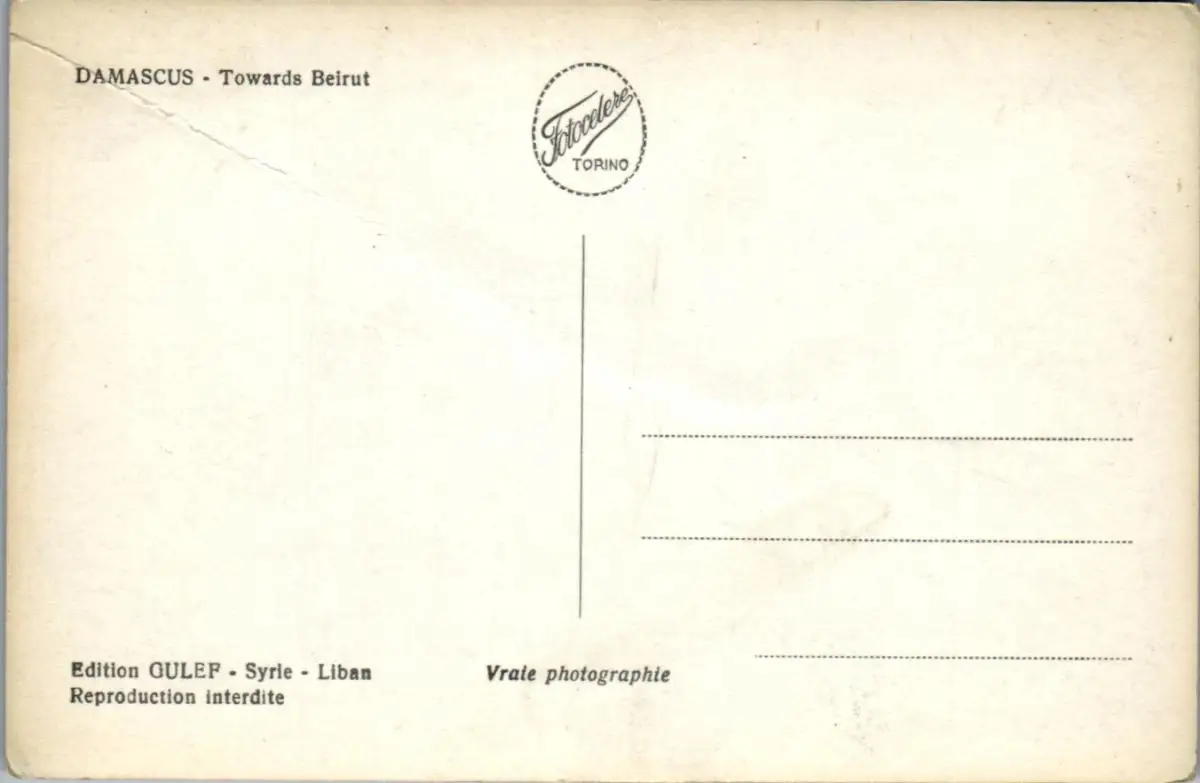 DAMASCUS - Towards Beirut
Fotocelere
TORINO
Edition GULEF - Syrie - Liban
Reproduction interdite
Vraie photographie